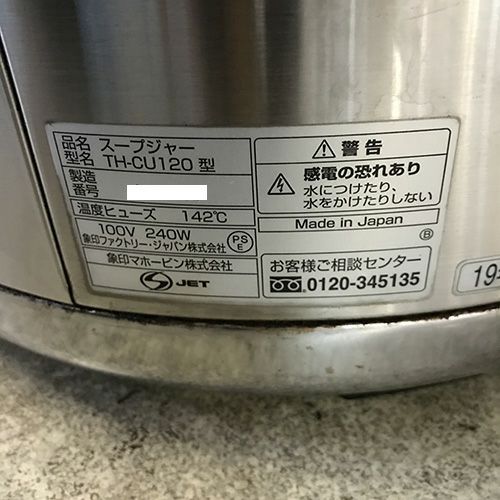 品名 スープジャー
型名 TH-CU120 型
製造
番号
温度ヒューズ 142℃
100V 240W
象印ファクトリー・ジャパン株式会社
PS
E
象印マホービン株式会社
JET
警告
感電の恐れあり
水につけたり、
水をかけたりしない
Made in Japan
B
お客様ご相談センター
0120-345135
19